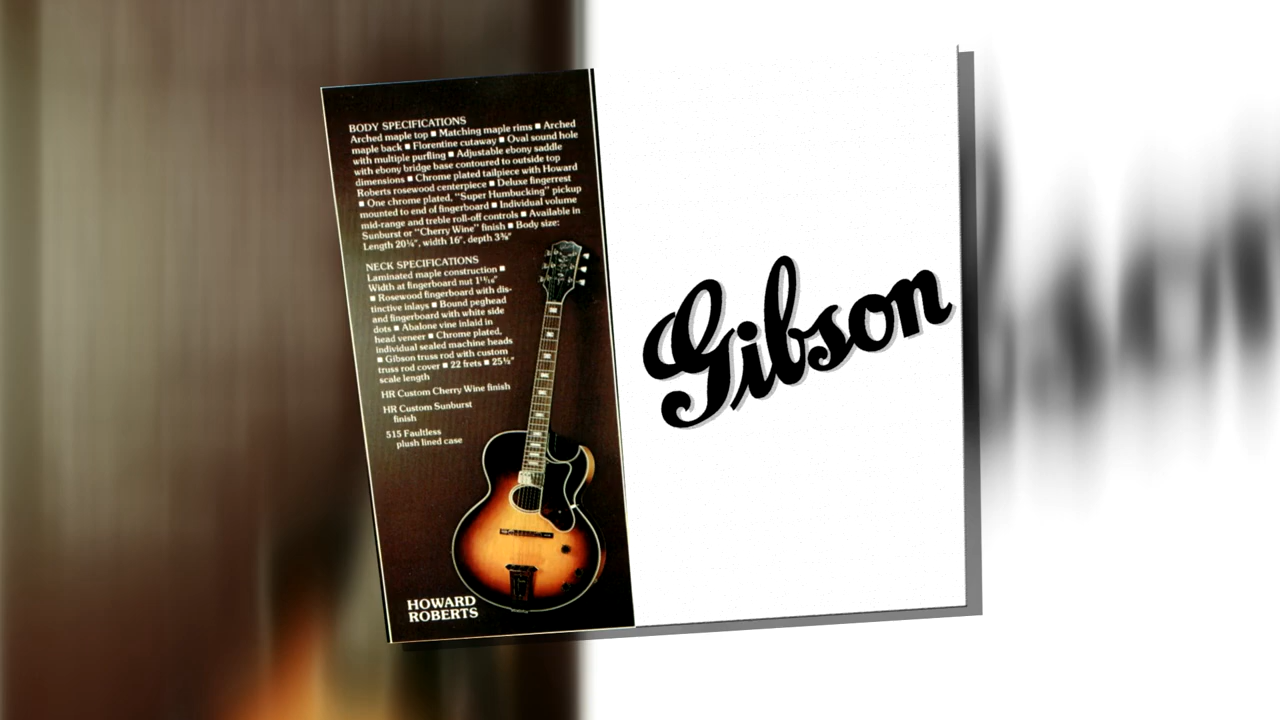 BODY SPECIFICATIONS
Arched maple top ■ Matching maple rims ■ Arched
maple back ■ Florentine cutaway ■ Oval sound hole
with multiple purfling ■ Adjustable ebony saddle
with ebony bridge base contoured to outside top
dimensions ■ Chrome plated tailpiece with Howard
Roberts rosewood centerpiece ■ Deluxe fingerrest
■ One chrome plated, "Super Humbucking" pickup
mounted to end of fingerboard ■ Individual volume
mid-range and treble roll-off controls ■ Available in
Sunburst or "Cherry Wine" finish ■ Body size:
Length 20¼", width 16", depth 3⅜"
NECK SPECIFICATIONS
Laminated maple construction ■
Width at fingerboard nut 1¹¹/₁₆"
■ Rosewood fingerboard with dis-
tinctive inlays ■ Bound peghead
and fingerboard with white side
dots ■ Abalone vine inlaid in
head veneer ■ Chrome plated,
individual sealed machine heads
■ Gibson truss rod with custom
truss rod cover ■ 22 frets ■ 25½"
scale length
HR Custom Cherry Wine finish
HR Custom Sunburst
finish
515 Faultless
plush lined case
HOWARD
ROBERTS
Gibson